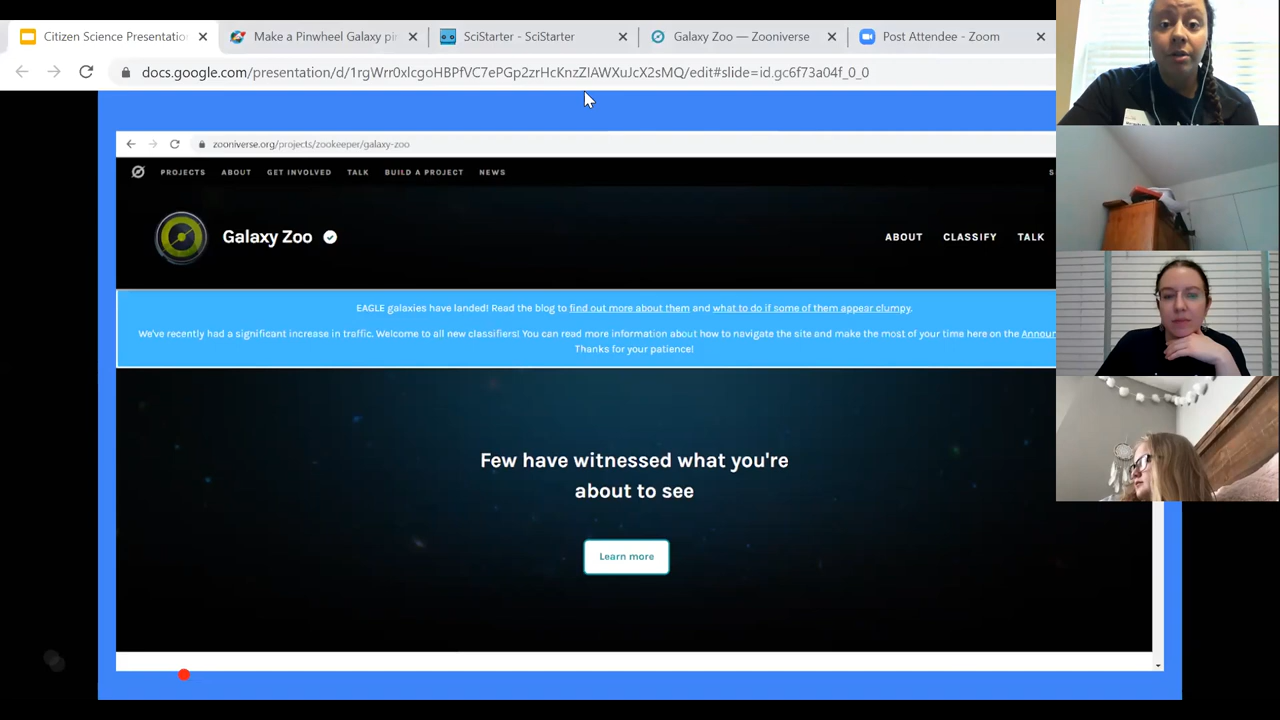 Citizen Science Presentatio
Make a Pinwheel Galaxy pi
SciStarter - SciStarter
Galaxy Zoo — Zooniverse
Post Attendee - Zoom
docs.google.com/presentation/d/1rgWrr0xlcgoHBPfVC7ePGp2zrHcKnzZlAWXuJcX2sMQ/edit#slide=id.gc6f73a04f_0_0
zooniverse.org/projects/zookeeper/galaxy-zoo
PROJECTS ABOUT GET INVOLVED TALK BUILD A PROJECT NEWS
Galaxy Zoo
ABOUT CLASSIFY TALK
EAGLE galaxies have landed! Read the blog to find out more about them and what to do if some of them appear clumpy.
We've recently had a significant increase in traffic. Welcome to all new classifiers! You can read more information about how to navigate the site and make the most of your time here on the Announ
Thanks for your patience!
Few have witnessed what you're
about to see
Learn more